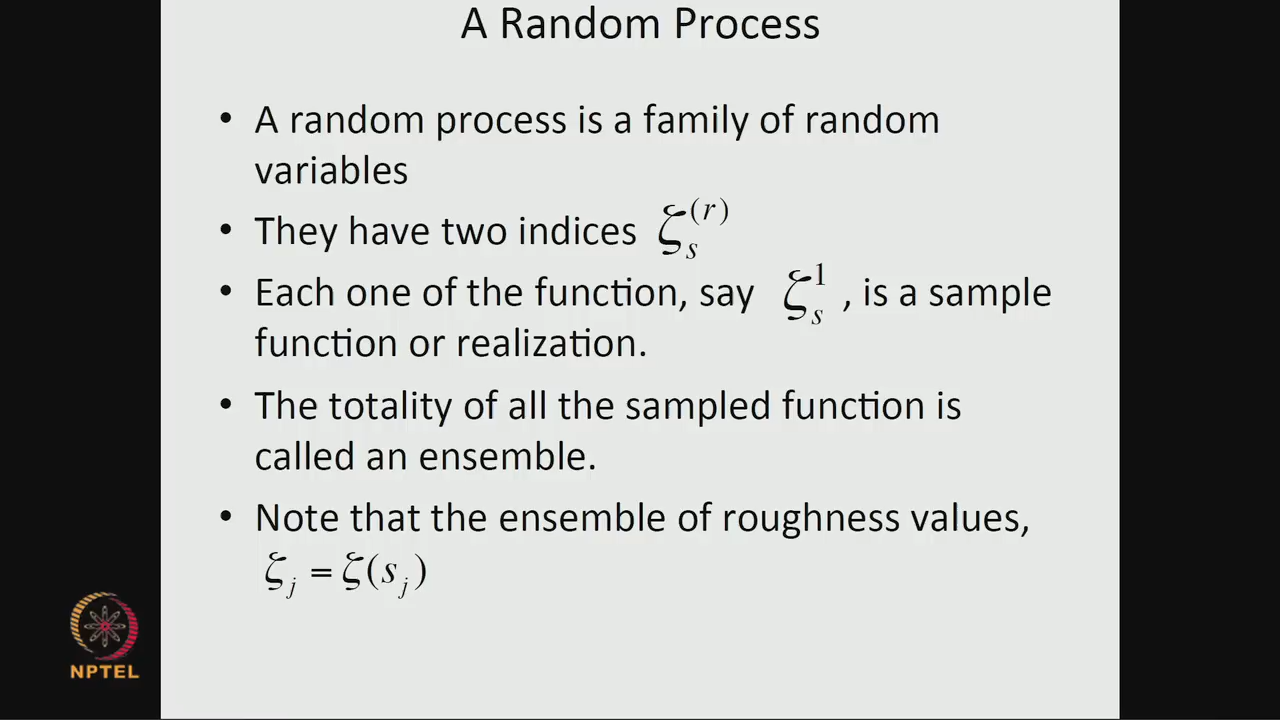 A Random Process
• A random process is a family of random
variables
• They have two indices ζ_s^(r)
• Each one of the function, say ζ_s^1 , is a sample
function or realization.
• The totality of all the sampled function is
called an ensemble.
• Note that the ensemble of roughness values,
ζ_j = ζ(s_j)
NPTEL